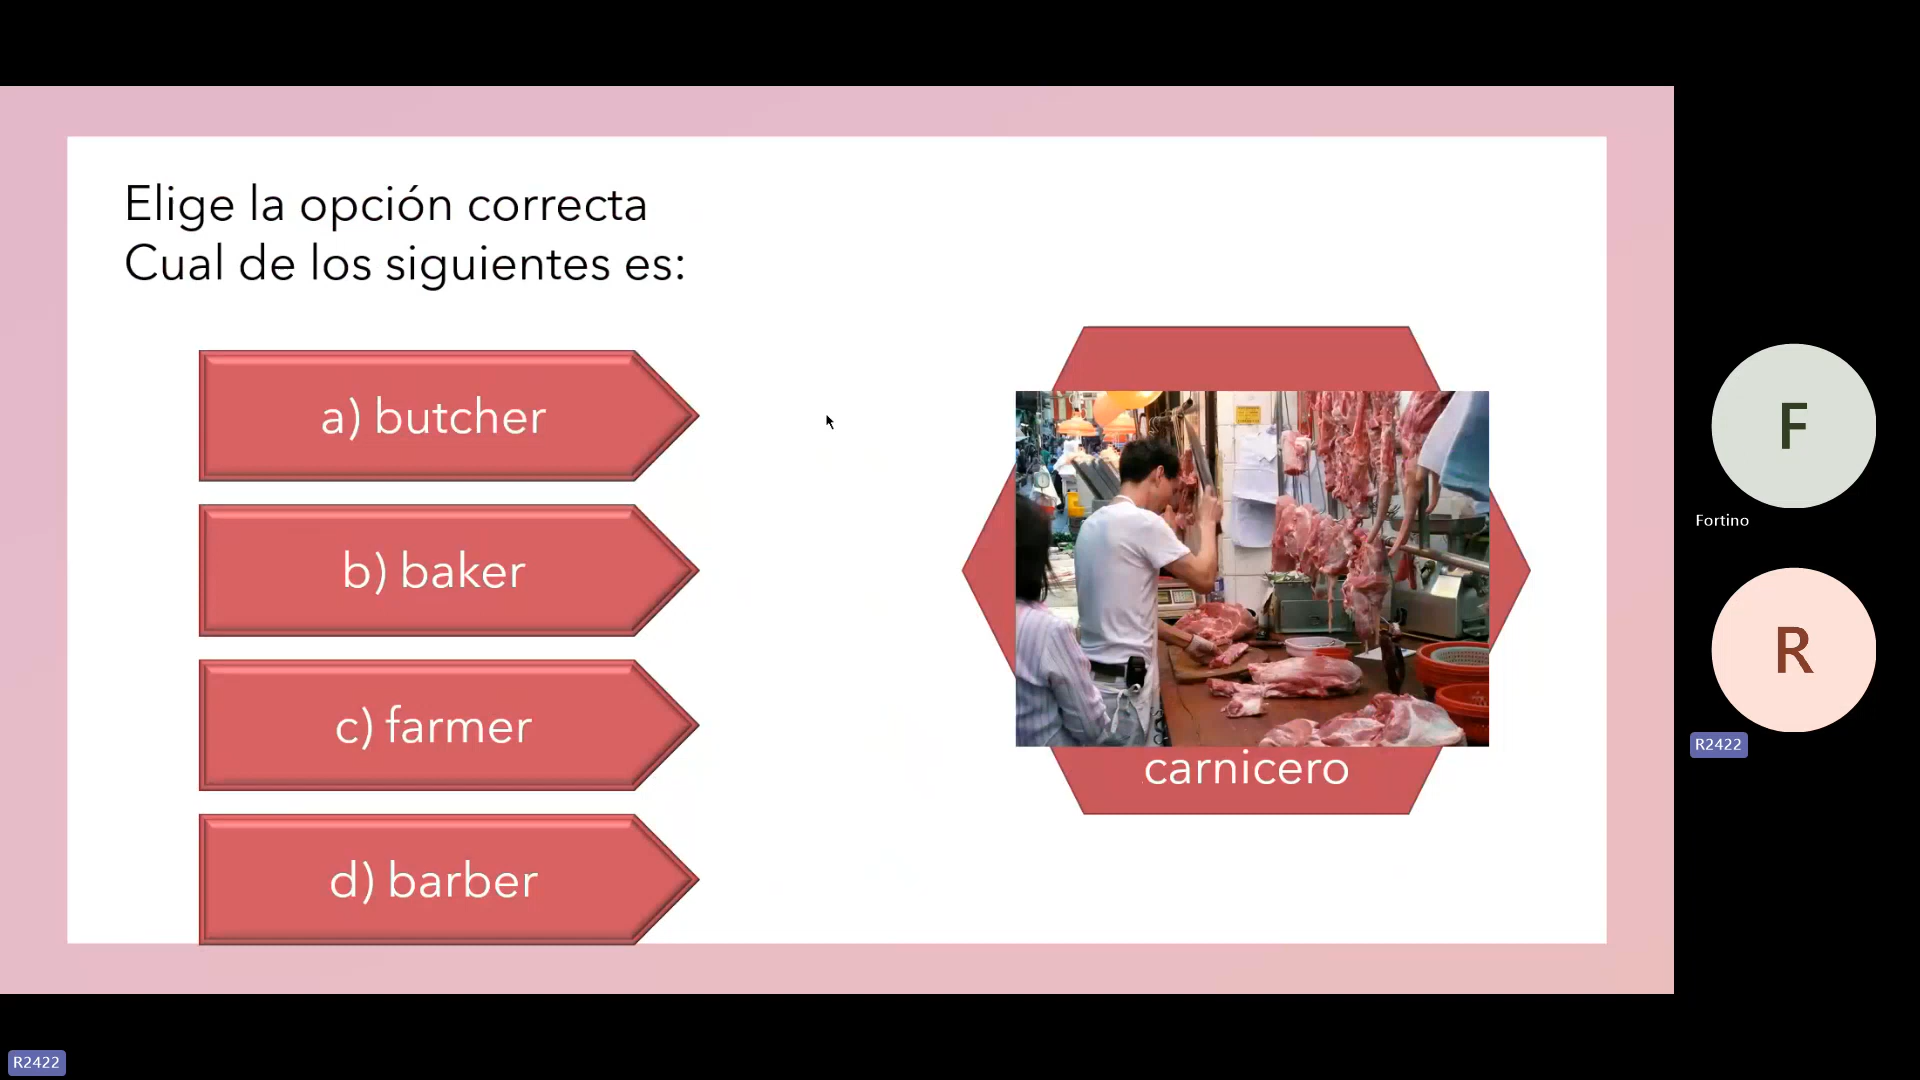 Elige la opción correcta
Cual de los siguientes es:
a) butcher
b) baker
c) farmer
d) barber
carnicero
F
Fortino
R
R2422
R2422